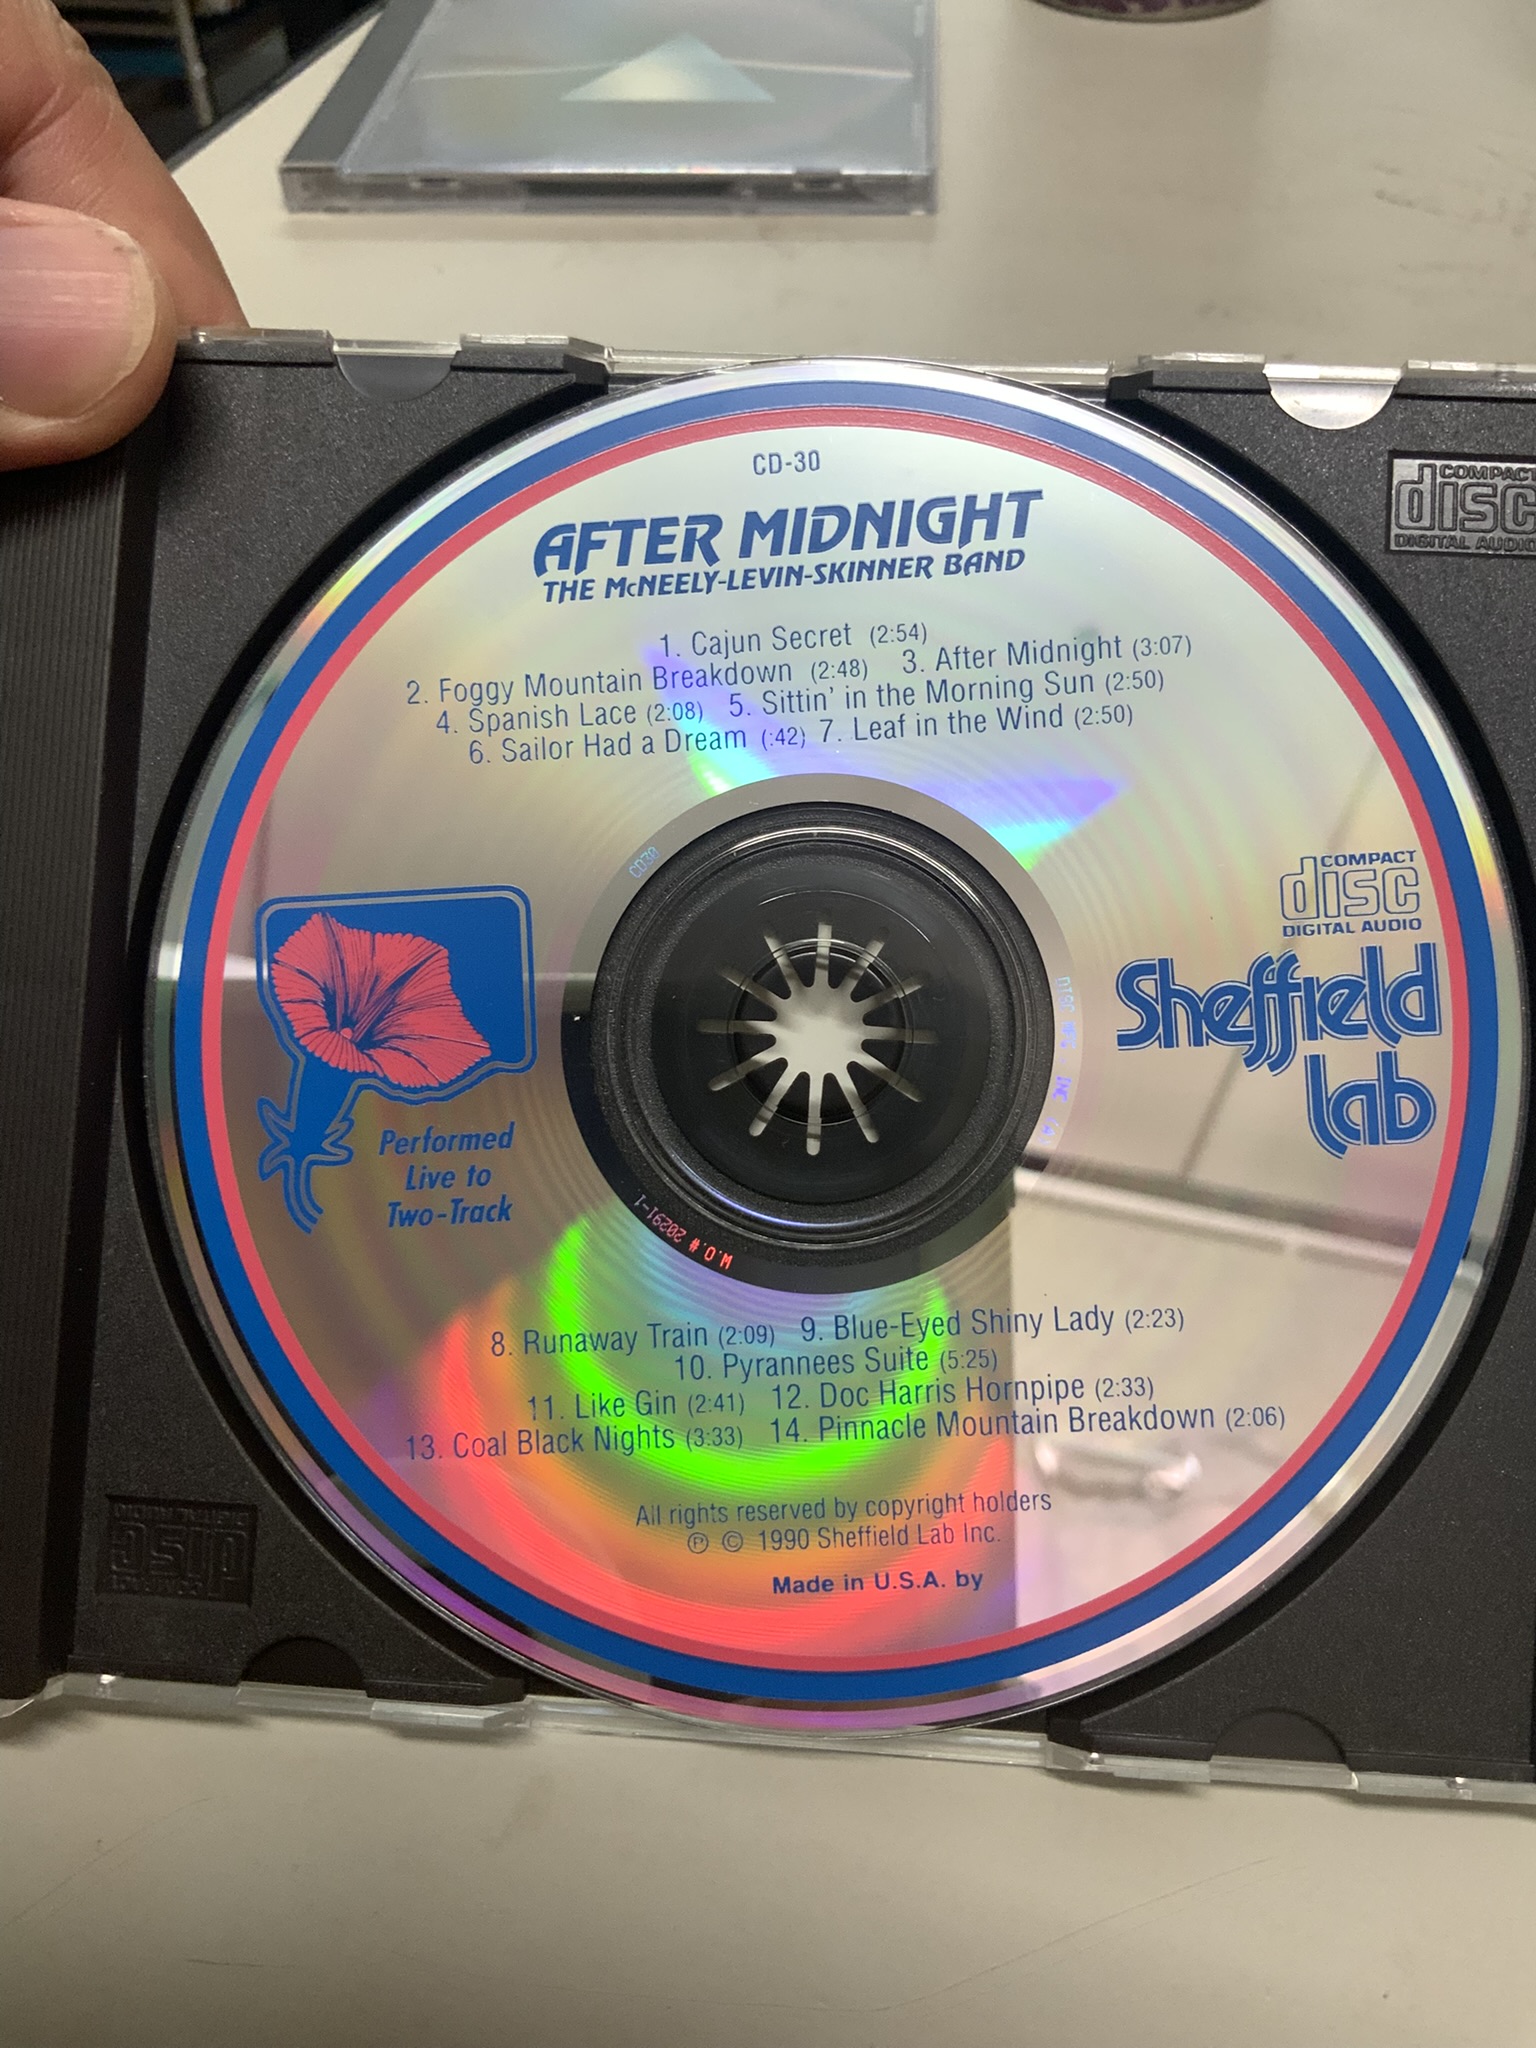 CD-30
AFTER MIDNIGHT
THE McNEELY-LEVIN-SKINNER BAND
1. Cajun Secret (2:54)
2. Foggy Mountain Breakdown (2:48) 3. After Midnight (3:07)
4. Spanish Lace (2:08) 5. Sittin' in the Morning Sun (2:50)
6. Sailor Had a Dream (:42) 7. Leaf in the Wind (2:50)
COMPACT
disc
DIGITAL AUDIO
CD30
COMPACT
disc
DIGITAL AUDIO
Sheffield
lab
Performed
Live to
Two-Track
W.O.# 20291-1
8. Runaway Train (2:09) 9. Blue-Eyed Shiny Lady (2:23)
10. Pyrannees Suite (5:25)
11. Like Gin (2:41) 12. Doc Harris Hornpipe (2:33)
13. Coal Black Nights (3:33) 14. Pinnacle Mountain Breakdown (2:06)
All rights reserved by copyright holders
℗ © 1990 Sheffield Lab Inc.
Made in U.S.A. by
disc